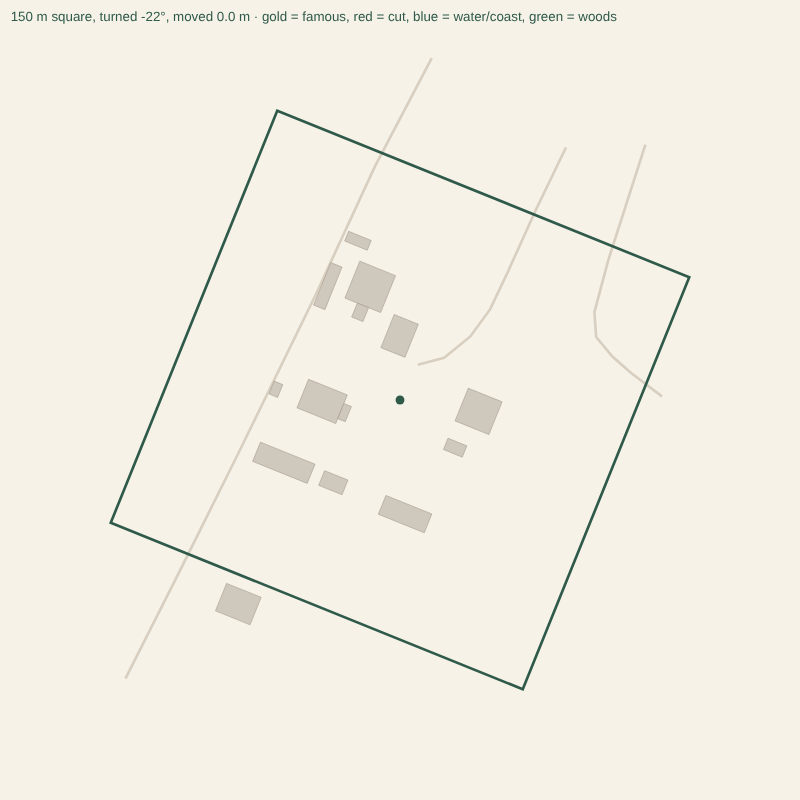 150 m square, turned -22°, moved 0.0 m · gold = famous, red = cut, blue = water/coast, green = woods